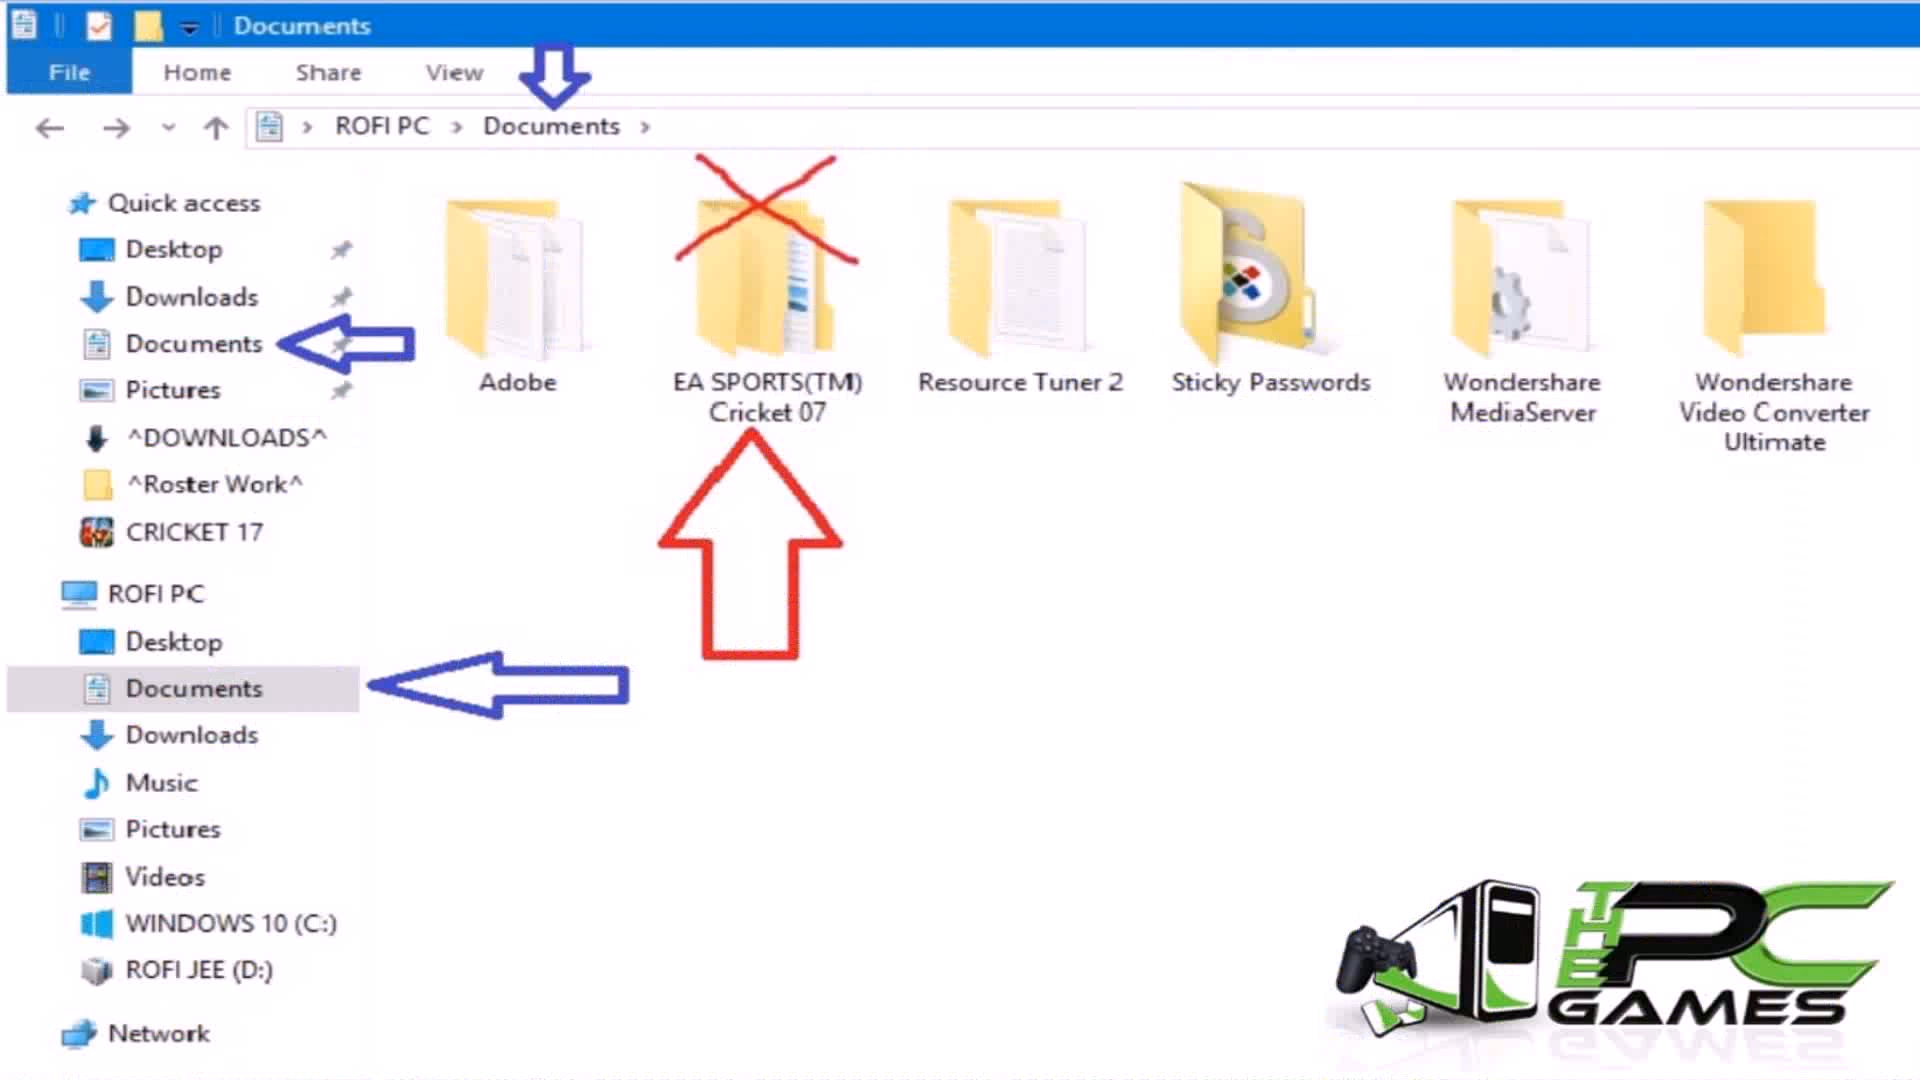 Documents
File
Home
Share
View
ROFI PC
Documents
Quick access
Desktop
Downloads
Documents
Pictures
^DOWNLOADS^
^Roster Work^
CRICKET 17
ROFI PC
Desktop
Documents
Downloads
Music
Pictures
Videos
WINDOWS 10 (C:)
ROFI JEE (D:)
Network
Adobe
EA SPORTS(TM)
Cricket 07
Resource Tuner 2
Sticky Passwords
Wondershare
MediaServer
Wondershare
Video Converter
Ultimate
THE
PC
GAMES